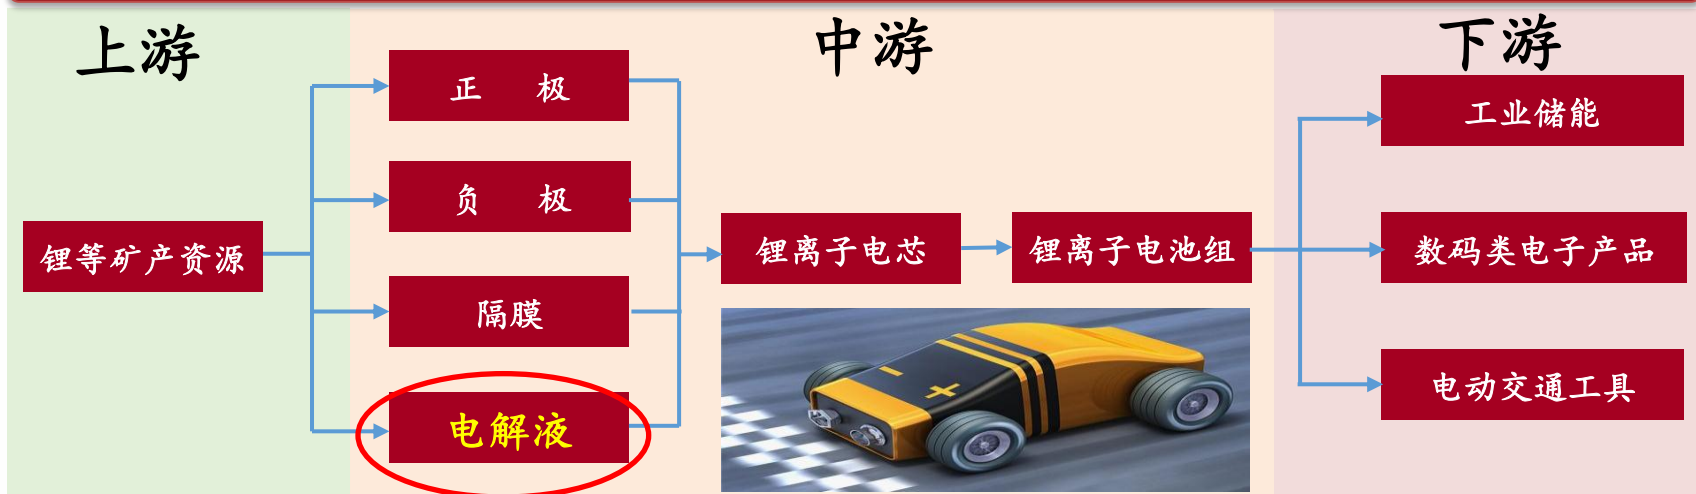 上游
中游
下游
正 极
负 极
隔膜
电解液
锂等矿产资源
锂离子电芯
锂离子电池组
工业储能
数码类电子产品
电动交通工具